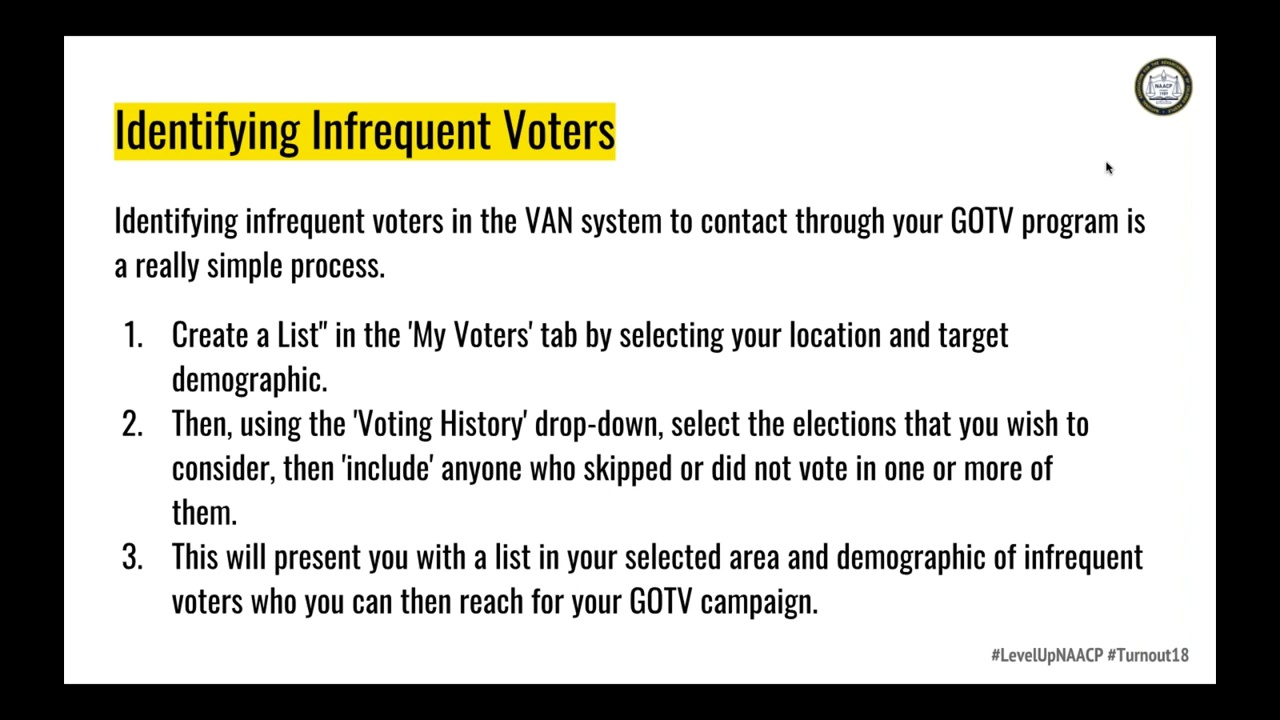 NAACP
Identifying Infrequent Voters
Identifying infrequent voters in the VAN system to contact through your GOTV program is
a really simple process.
1. Create a List" in the 'My Voters' tab by selecting your location and target
demographic.
2. Then, using the 'Voting History' drop-down, select the elections that you wish to
consider, then 'include' anyone who skipped or did not vote in one or more of
them.
3. This will present you with a list in your selected area and demographic of infrequent
voters who you can then reach for your GOTV campaign.
#LevelUpNAACP #Turnout18